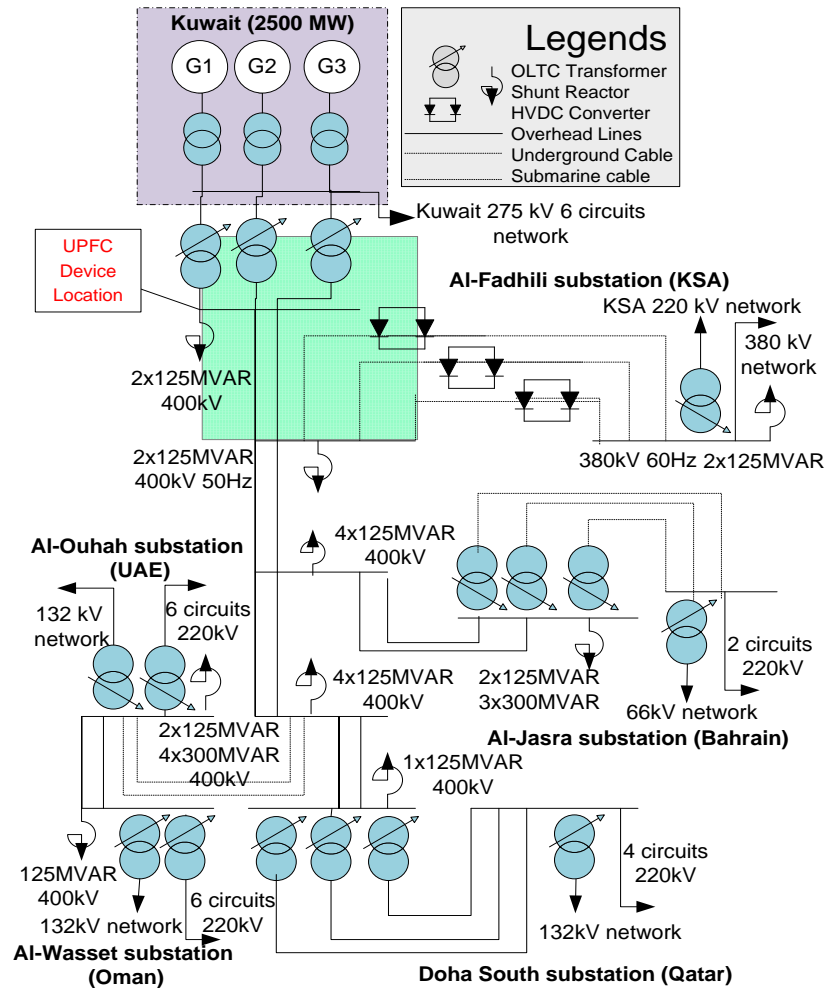 Kuwait (2500 MW)
G1
G2
G3
Legends
OLTC Transformer
Shunt Reactor
HVDC Converter
Overhead Lines
Underground Cable
Submarine cable
Kuwait 275 kV 6 circuits
network
UPFC
Device
Location
Al-Fadhili substation (KSA)
KSA 220 kV network
380 kV
network
2x125MVAR
400kV
2x125MVAR
400kV 50Hz
380kV 60Hz 2x125MVAR
Al-Ouhah substation
(UAE)
4x125MVAR
400kV
132 kV
network
6 circuits
220kV
2 circuits
220kV
4x125MVAR
400kV
2x125MVAR
3x300MVAR
66kV network
Al-Jasra substation (Bahrain)
2x125MVAR
4x300MVAR
400kV
1x125MVAR
400kV
125MVAR
400kV
132kV network
6 circuits
220kV
4 circuits
220kV
132kV network
Al-Wasset substation
(Oman)
Doha South substation (Qatar)